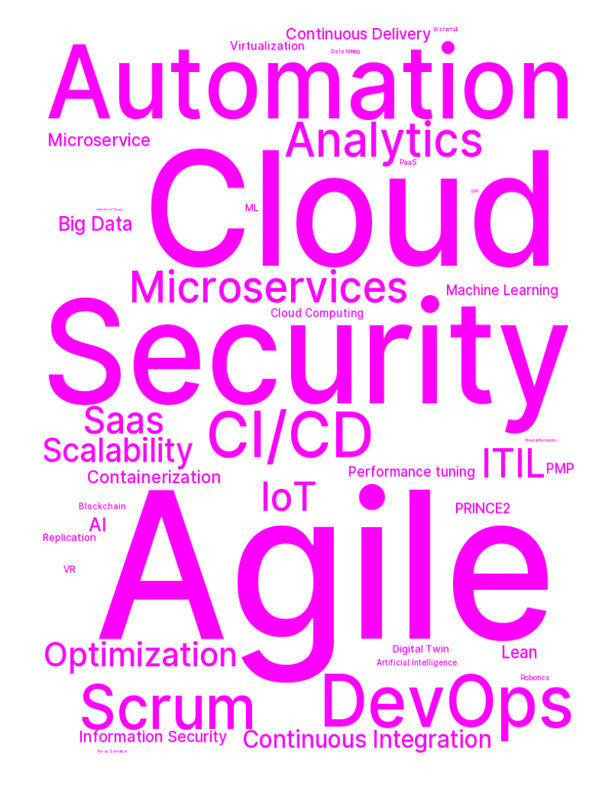 Continuous Delivery
Waterfall
Virtualization
Data Mining
Automation
Microservice
Analytics
PaaS
Cloud
ML
Big Data
Microservices
Machine Learning
Cloud Computing
Security
Saas
CI/CD
Scalability
Neural Networks
ITIL
PMP
Containerization
Performance tuning
IoT
Blockchain
PRINCE2
AI
Replication
VR
Agile
Optimization
Digital Twin
Lean
Artificial Intelligence
Robotics
Scrum
DevOps
Information Security
Continuous Integration